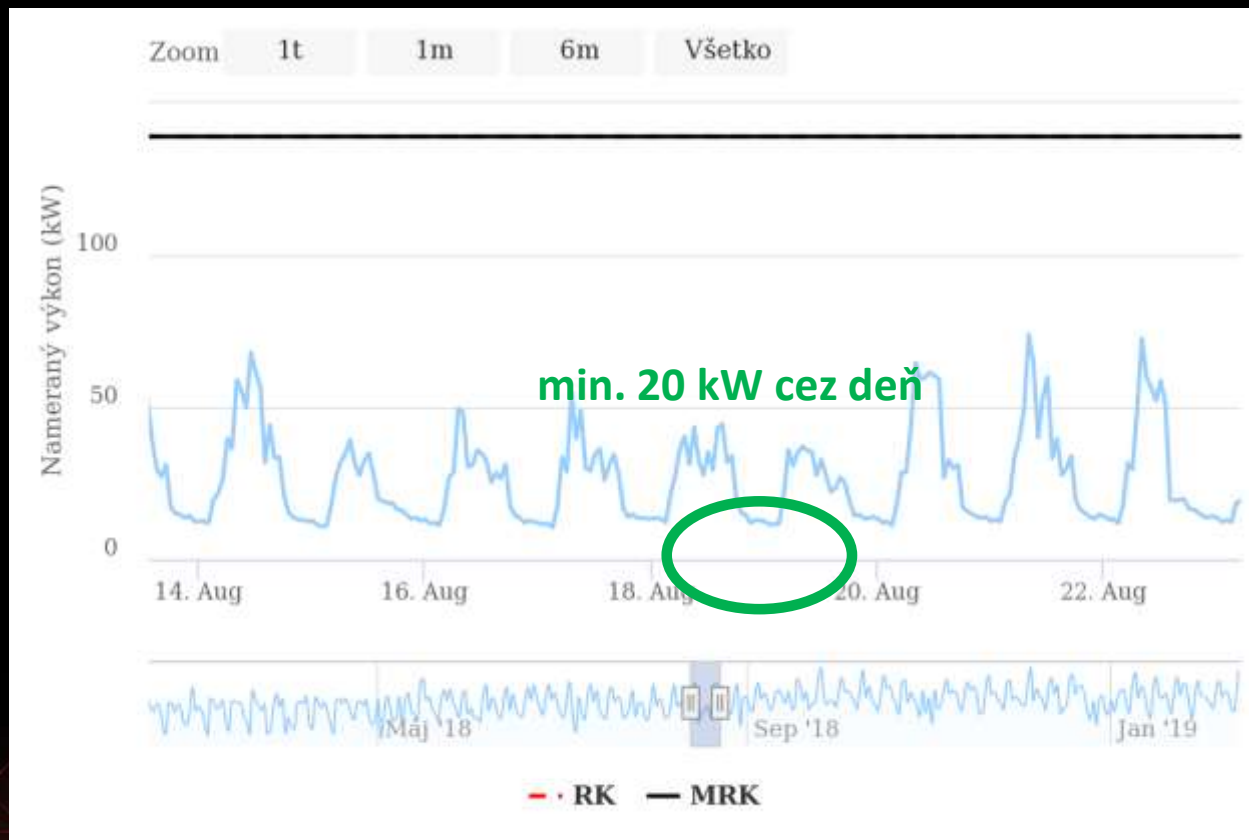 Zoom 1t 1m 6m Všetko
Nameraný výkon (kW)
100
50
0
min. 20 kW cez deň
14. Aug 16. Aug 18. Aug 20. Aug 22. Aug
Máj '18 Sep '18 Jan '19
RK MRK